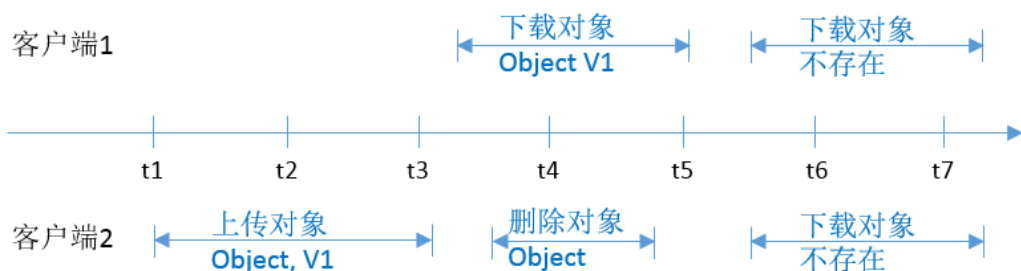 客户端1
下载对象
Object V1
下载对象
不存在
t1 t2 t3 t4 t5 t6 t7
客户端2
上传对象
Object, V1
删除对象
Object
下载对象
不存在